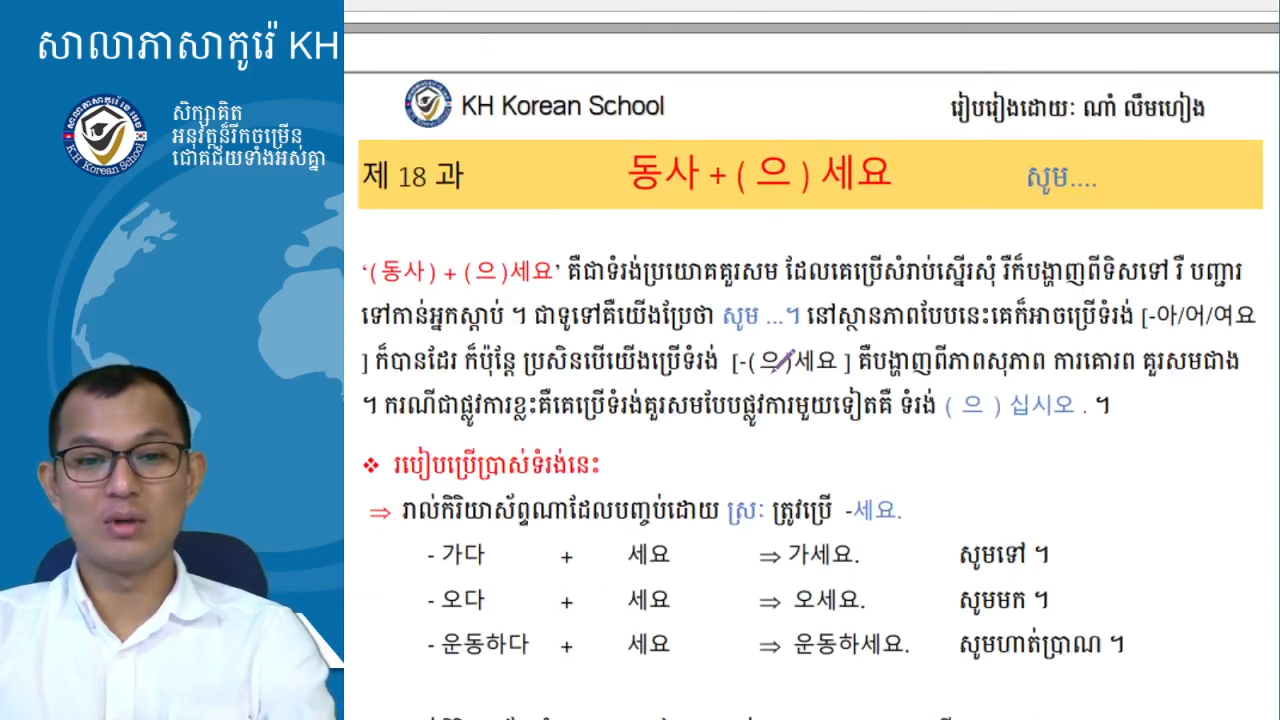 សាលាភាសាកូរ៉េ KH
សិក្សាគិត
អនុវត្តន៍រីកចម្រើន
ជោគជ័យទាំងអស់គ្នា
KH Korean School
រៀបរៀងដោយៈ ណាំ លឹមហៀង
제 18 과 동사 + ( 으 ) 세요 សូម....
‘(동사) + (으)세요’ គឺជាទំរង់ប្រយោគគួរសម ដែលគេប្រើសំរាប់ស្នើរសុំ រឺក៏បង្ហាញពីទិសទៅ រឺ បញ្ជារ
ទៅកាន់អ្នកស្តាប់ ។ ជាទូទៅគឺយើងប្រែថា សូម ...។ នៅស្ថានភាពបែបនេះគេក៏អាចប្រើទំរង់ [-아/어/여요
] ក៏បានដែរ ក៏ប៉ុន្តែ ប្រសិនបើយើងប្រើទំរង់ [-(으)세요 ] គឺបង្ហាញពីភាពសុភាព ការគោរព គួរសមជាង
។ ករណីជាផ្លូវការខ្លះគឺគេប្រើទំរង់គួរសមបែបផ្លូវការមួយទៀតគឺ ទំរង់ ( 으 ) 십시오 . ។
❖ របៀបប្រើប្រាស់ទំរង់នេះ
⇒ រាល់កិរិយាស័ព្ទណាដែលបញ្ចប់ដោយ ស្រៈ ត្រូវប្រើ -세요.
- 가다 + 세요 ⇒ 가세요. សូមទៅ ។
- 오다 + 세요 ⇒ 오세요. សូមមក ។
- 운동하다 + 세요 ⇒ 운동하세요. សូមហាត់ប្រាណ ។